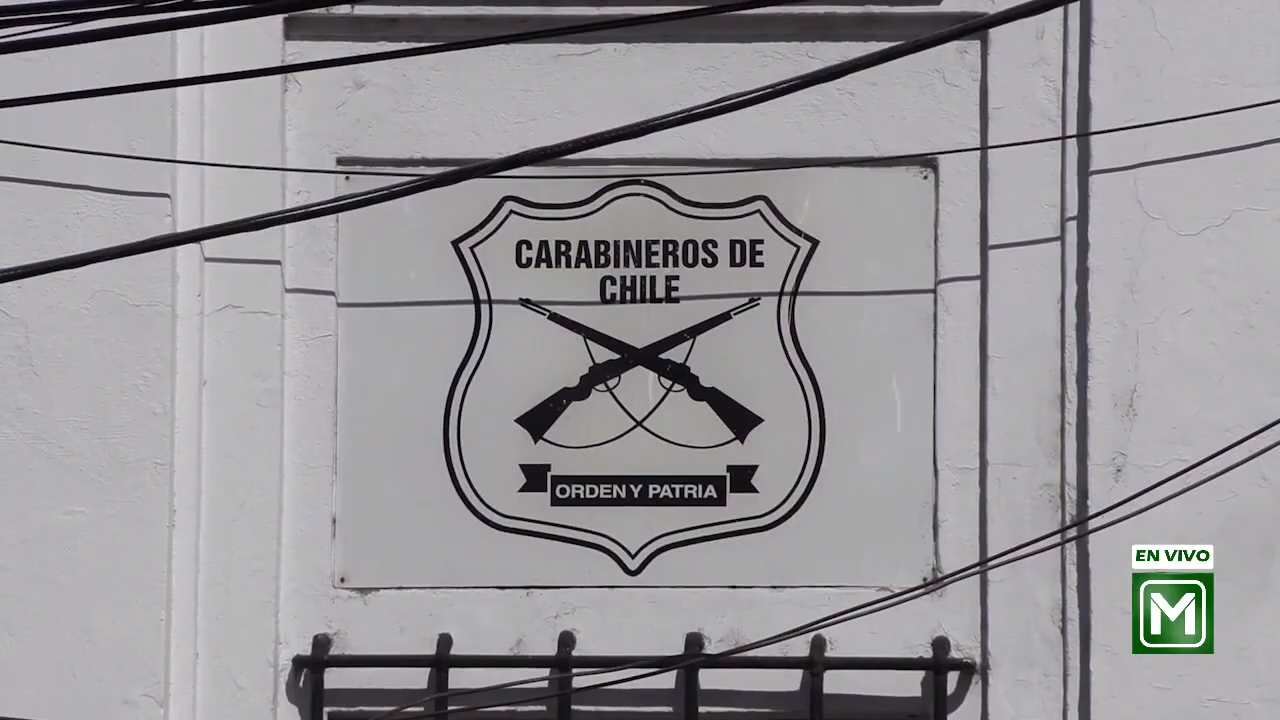 CARABINEROS DE
CHILE
ORDEN Y PATRIA
EN VIVO
M